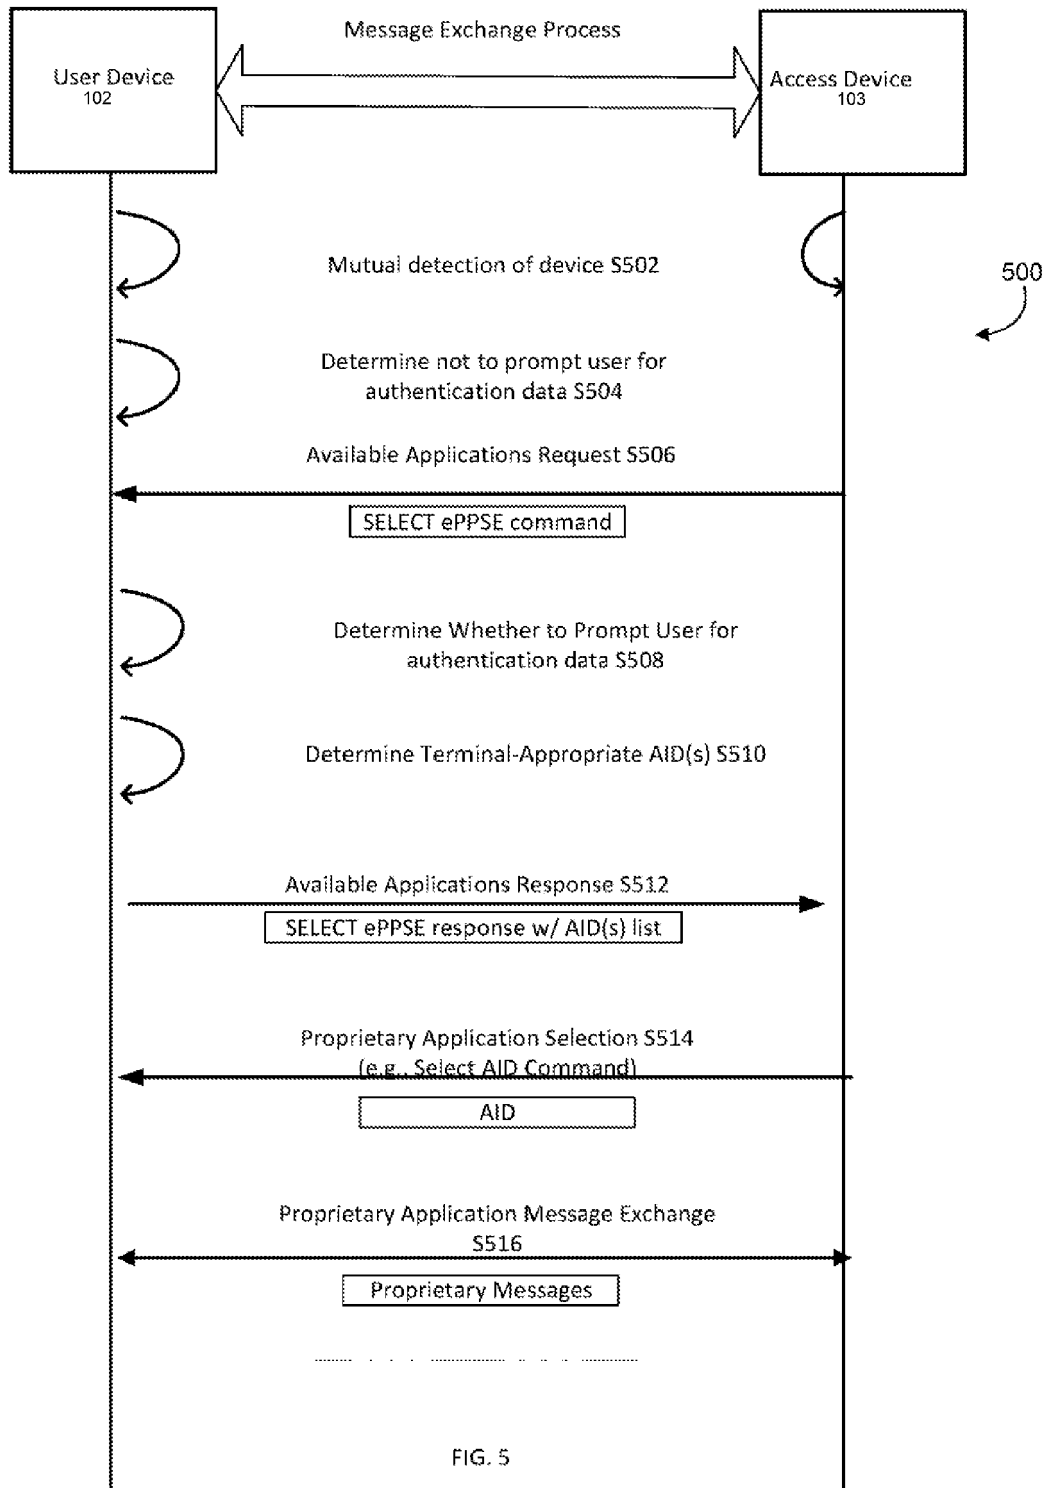 Message Exchange Process
User Device
102
Access Device
103
Mutual detection of device S502
500
Determine not to prompt user for
authentication data S504
Available Applications Request S506
SELECT ePPSE command
Determine Whether to Prompt User for
authentication data S508
Determine Terminal-Appropriate AID(s) S510
Available Applications Response S512
SELECT ePPSE response w/ AID(s) list
Proprietary Application Selection S514
(e.g., Select AID Command)
AID
Proprietary Application Message Exchange
S516
Proprietary Messages
FIG. 5